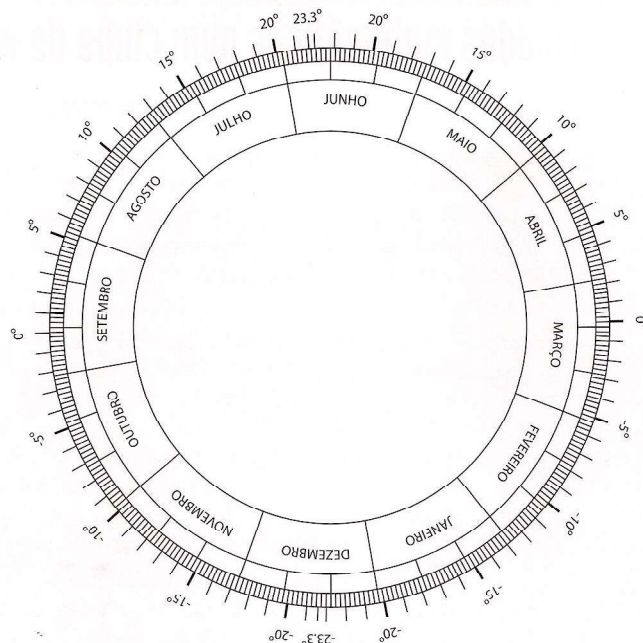 20° 23.3° 20°
15°
15°
10°
10°
5°
5°
0°
0
-5°
-5°
-10°
-10°
-15°
-15°
-20° -23.3° -20°
JUNHO
MAIO
ABRIL
MARÇO
FEVEREIRO
JANEIRO
DEZEMBRO
NOVEMBRO
OUTUBRO
SETEMBRO
AGOSTO
JULHO